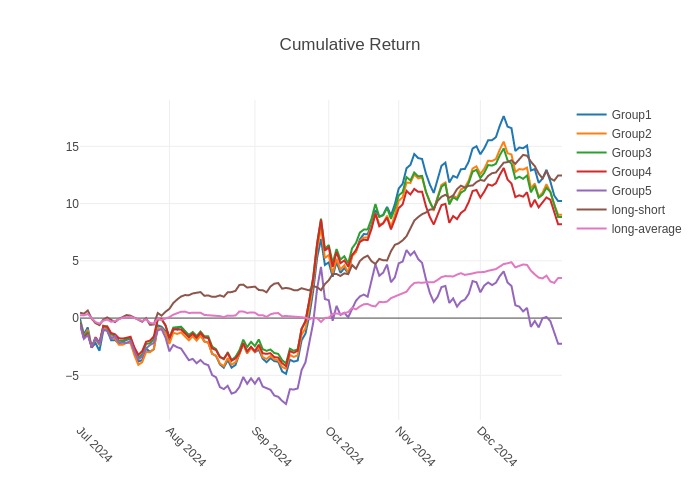 Cumulative Return
15
10
5
0
−5
Jul 2024
Aug 2024
Sep 2024
Oct 2024
Nov 2024
Dec 2024
Group1
Group2
Group3
Group4
Group5
long-short
long-average